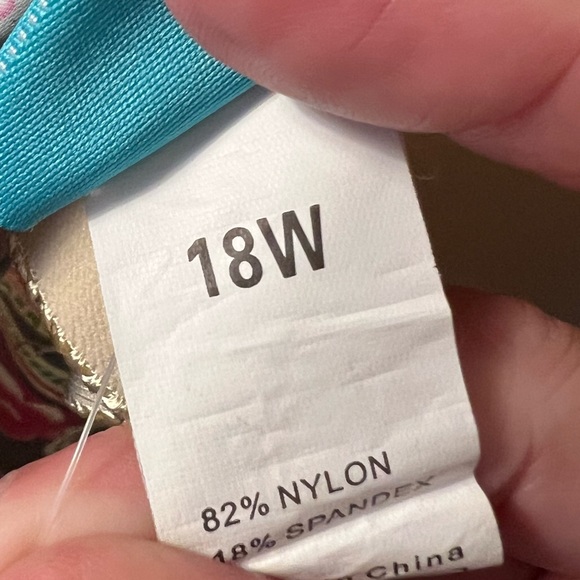 18W
82% NYLON
18% SPANDEX
China